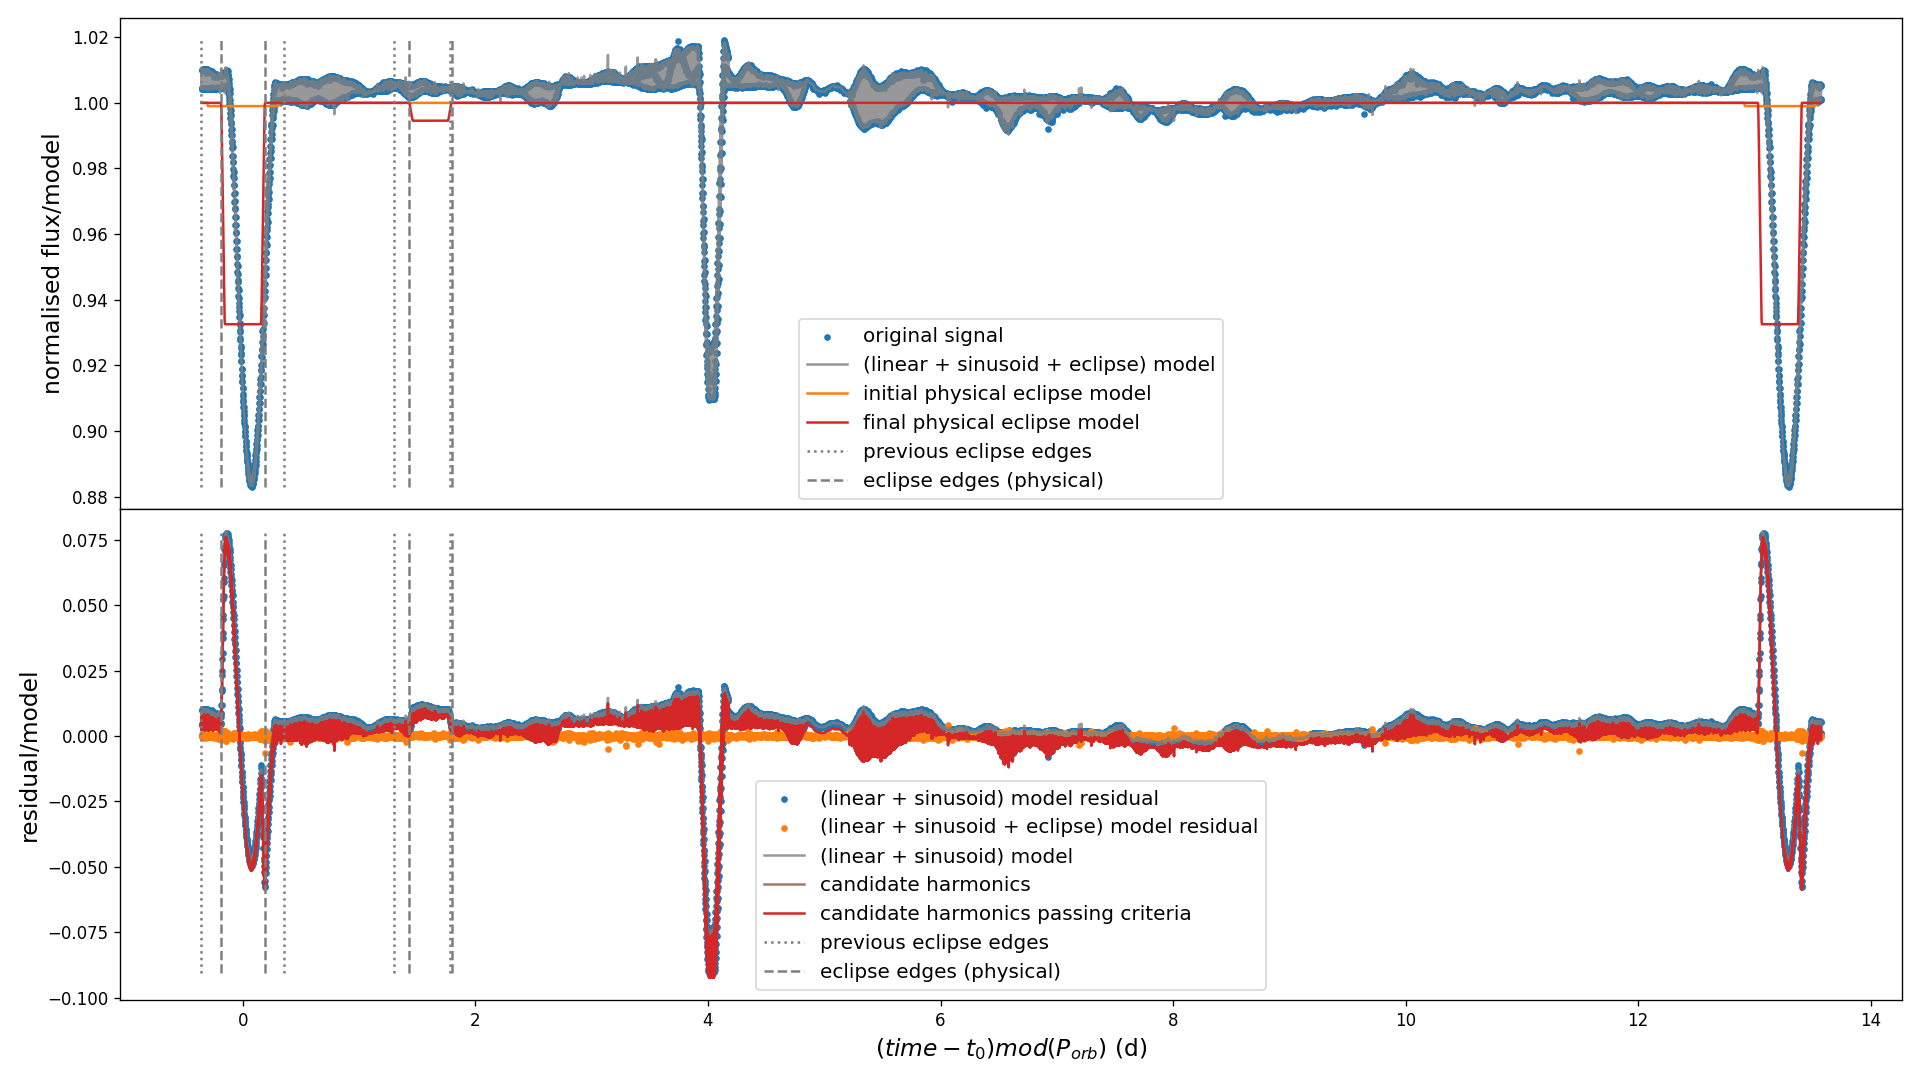 1.02
1.00
0.98
0.96
0.94
0.92
0.90
0.88
normalised flux/model
original signal
(linear + sinusoid + eclipse) model
initial physical eclipse model
final physical eclipse model
previous eclipse edges
eclipse edges (physical)
0.075
0.050
0.025
0.000
−0.025
−0.050
−0.075
−0.100
residual/model
(linear + sinusoid) model residual
(linear + sinusoid + eclipse) model residual
(linear + sinusoid) model
candidate harmonics
candidate harmonics passing criteria
previous eclipse edges
eclipse edges (physical)
0 2 4 6 8 10 12 14
(time − t₀)mod(P_orb) (d)